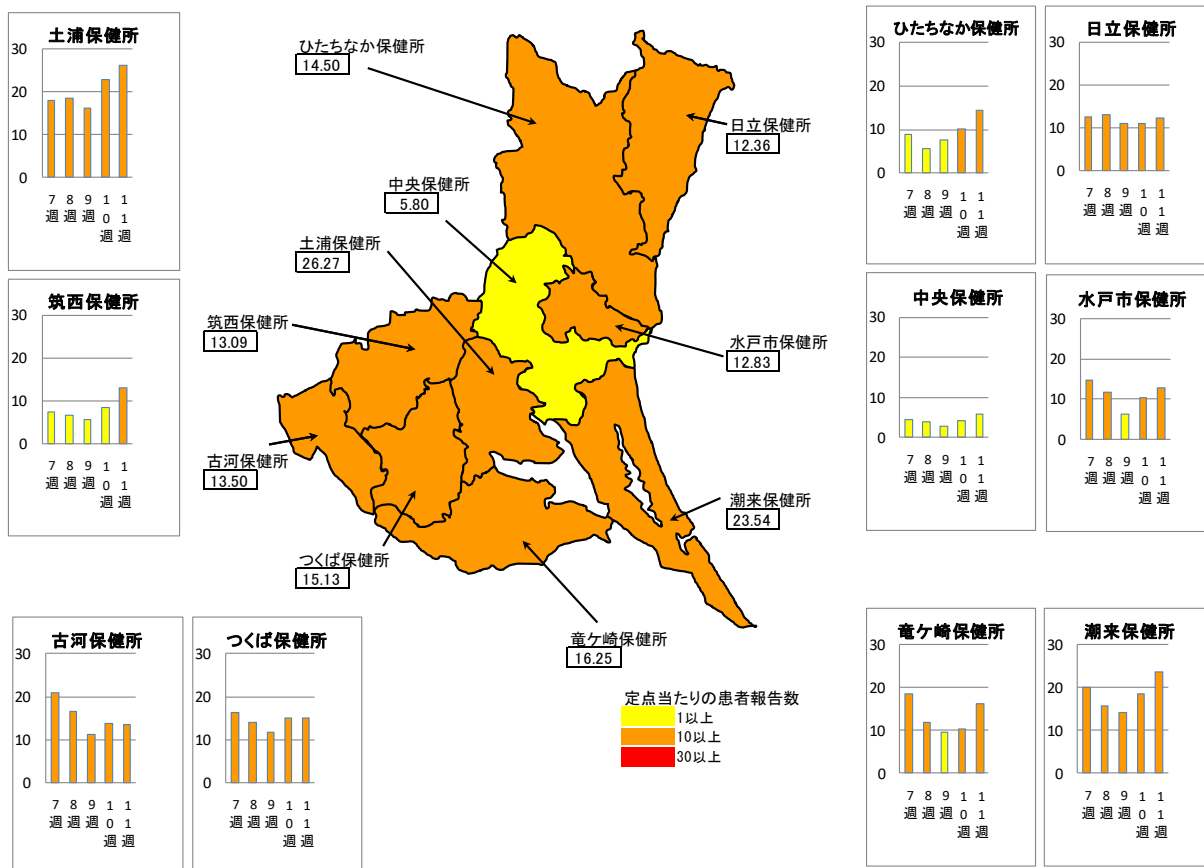 土浦保健所
30
20
10
0
7週
8週
9週
10週
11週
筑西保健所
30
20
10
0
7週
8週
9週
10週
11週
ひたちなか保健所
14.50
日立保健所
12.36
中央保健所
5.80
土浦保健所
26.27
筑西保健所
13.09
水戸市保健所
12.83
古河保健所
13.50
潮来保健所
23.54
つくば保健所
15.13
竜ケ崎保健所
16.25
定点当たりの患者報告数
1以上
10以上
30以上
ひたちなか保健所
30
20
10
0
7週
8週
9週
10週
11週
日立保健所
30
20
10
0
7週
8週
9週
10週
11週
中央保健所
30
20
10
0
7週
8週
9週
10週
11週
水戸市保健所
30
20
10
0
7週
8週
9週
10週
11週
古河保健所
30
20
10
0
7週
8週
9週
10週
11週
つくば保健所
30
20
10
0
7週
8週
9週
10週
11週
竜ケ崎保健所
30
20
10
0
7週
8週
9週
10週
11週
潮来保健所
30
20
10
0
7週
8週
9週
10週
11週